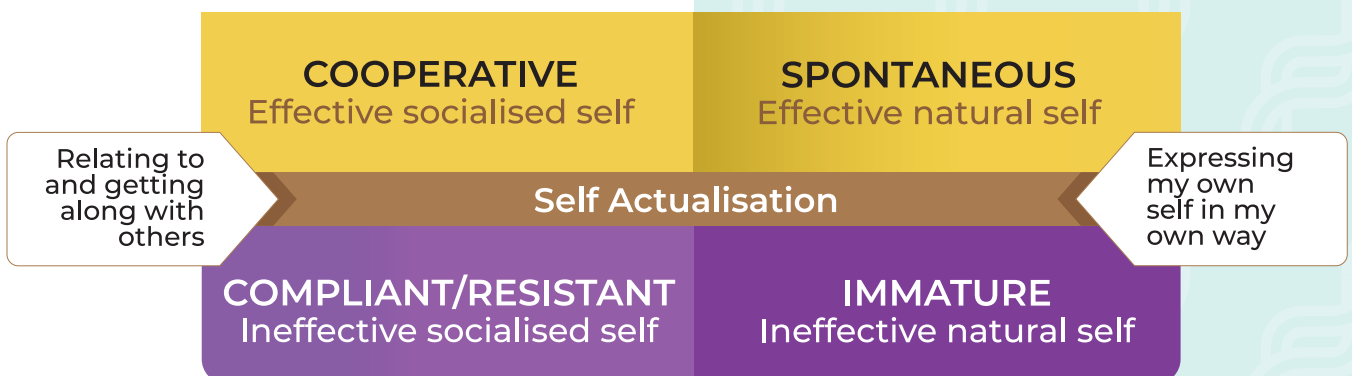 COOPERATIVE
Effective socialised self
SPONTANEOUS
Effective natural self
Relating to
and getting
along with
others
Self Actualisation
Expressing
my own
self in my
own way
COMPLIANT/RESISTANT
Ineffective socialised self
IMMATURE
Ineffective natural self